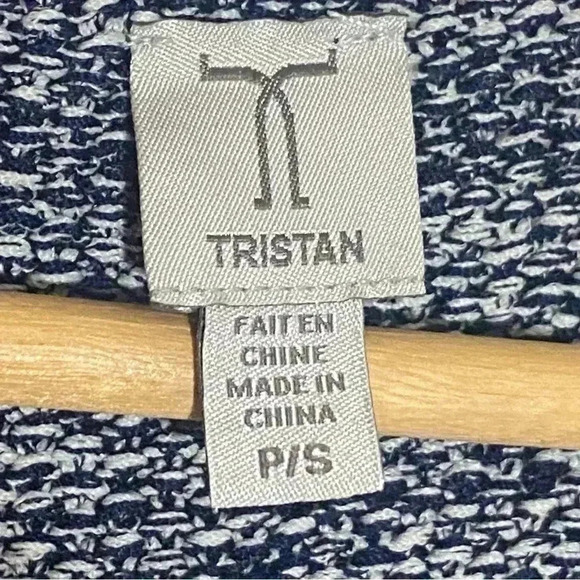 TRISTAN
FAIT EN
CHINE
MADE IN
CHINA
P/S